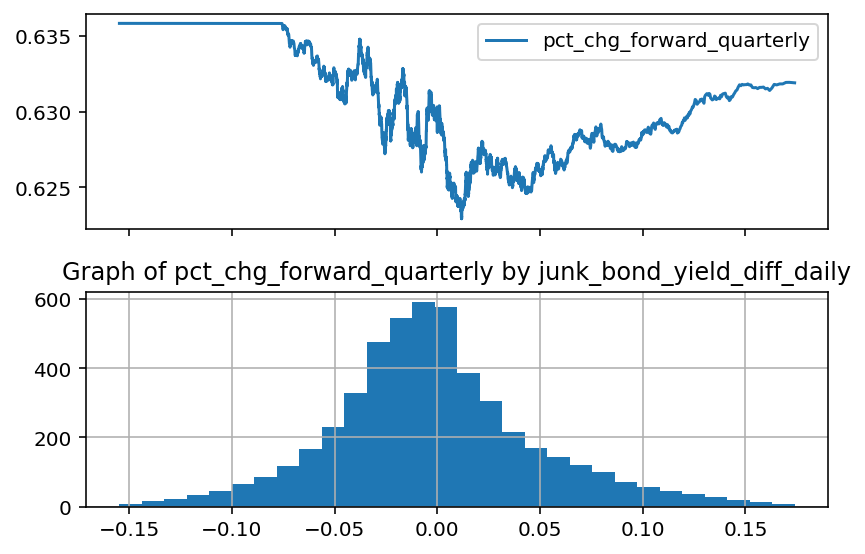 0.635
pct_chg_forward_quarterly
0.630
0.625
Graph of pct_chg_forward_quarterly by junk_bond_yield_diff_daily
600
400
200
0
−0.15 −0.10 −0.05 0.00 0.05 0.10 0.15